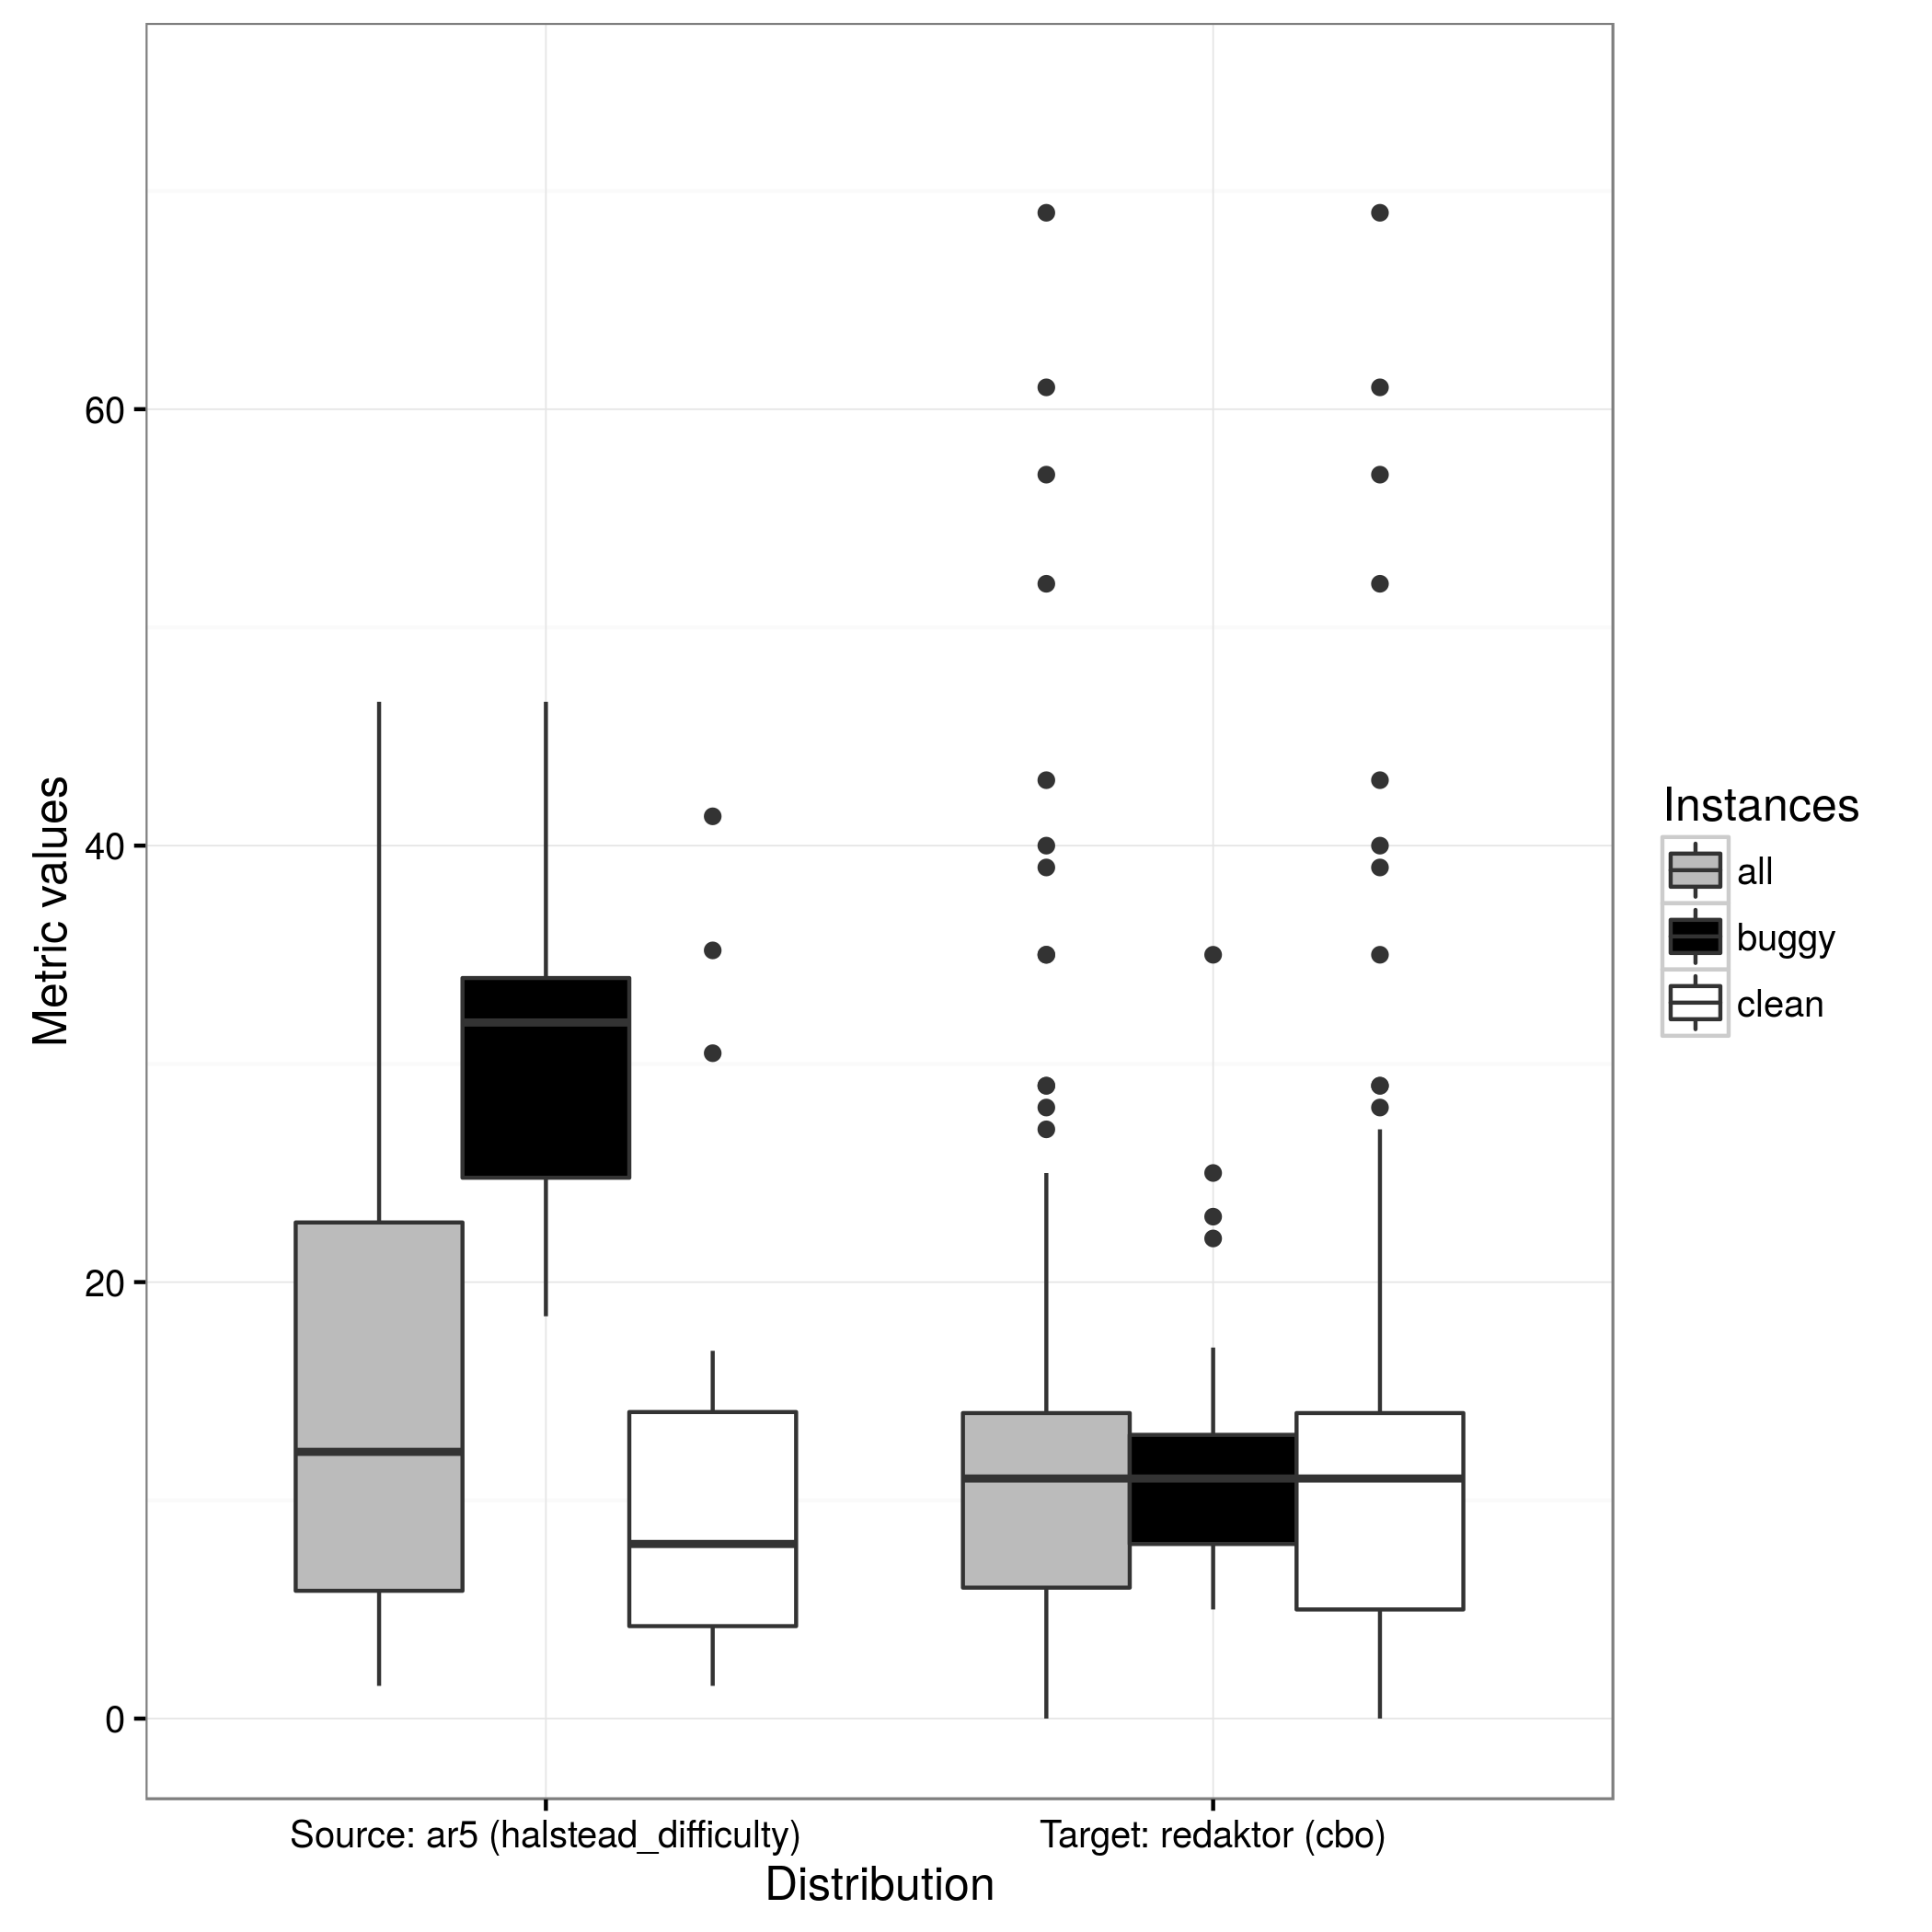 Metric values
60
40
20
0
Source: ar5 (halstead_difficulty)
Target: redaktor (cbo)
Distribution
Instances
all
buggy
clean